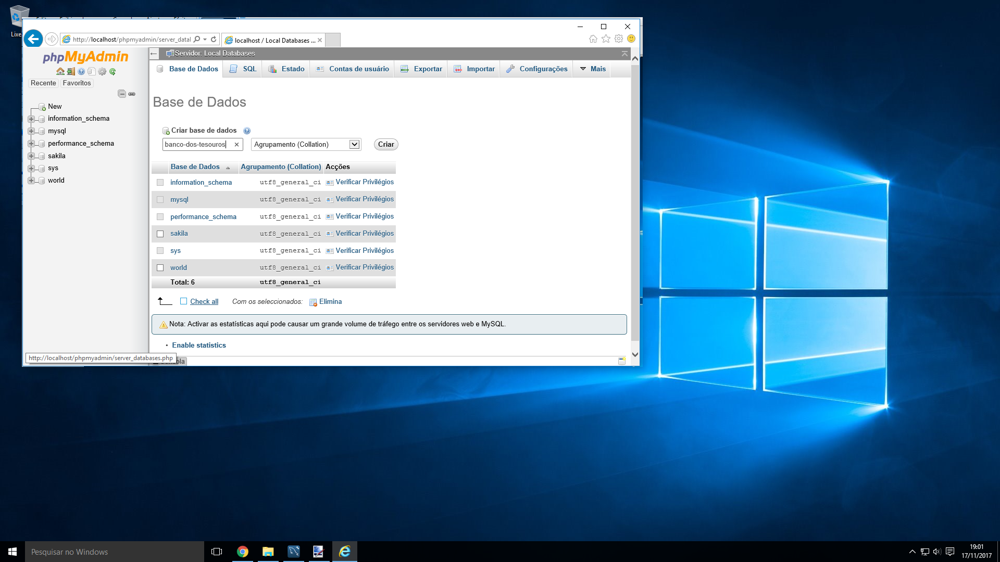 Lixe
http://localhost/phpmyadmin/server_datal
localhost / Local Databases ...
phpMyAdmin
Recente
Favoritos
New
information_schema
mysql
performance_schema
sakila
sys
world
Servidor: Local Databases
Base de Dados
SQL
Estado
Contas de usuário
Exportar
Importar
Configurações
Mais
Base de Dados
Criar base de dados
banco-dos-tesouros
Agrupamento (Collation)
Criar
Base de Dados Agrupamento (Collation) Acções
information_schema utf8_general_ci Verificar Privilégios
mysql utf8_general_ci Verificar Privilégios
performance_schema utf8_general_ci Verificar Privilégios
sakila utf8_general_ci Verificar Privilégios
sys utf8_general_ci Verificar Privilégios
world utf8_general_ci Verificar Privilégios
Total: 6 utf8_general_ci
Check all Com os seleccionados: Elimina
Nota: Activar as estatísticas aqui pode causar um grande volume de tráfego entre os servidores web e MySQL.
• Enable statistics
http://localhost/phpmyadmin/server_databases.php
Pesquisar no Windows
19:01
17/11/2017